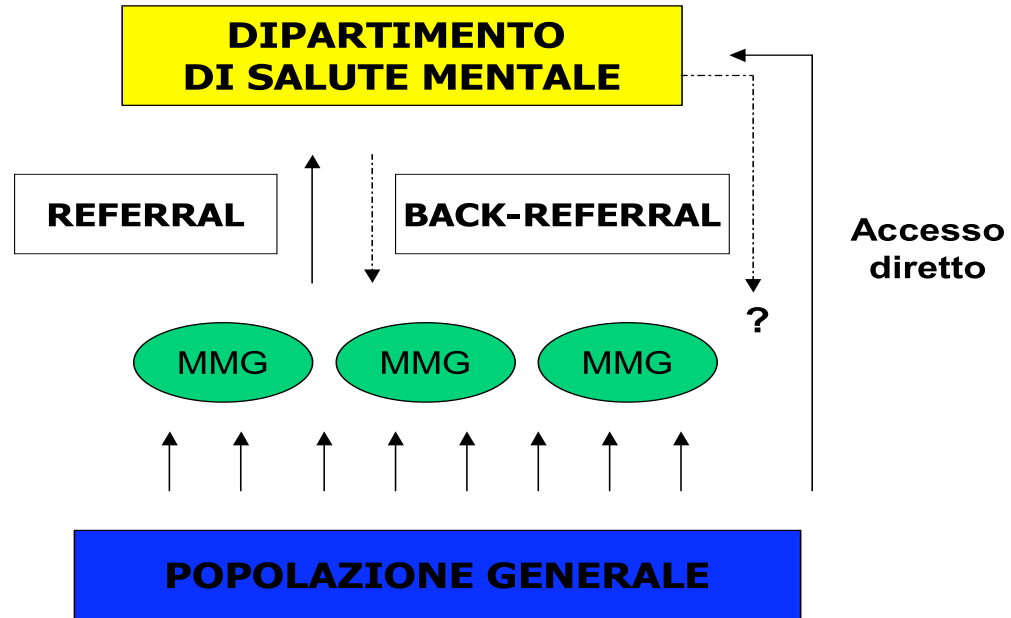 DIPARTIMENTO
DI SALUTE MENTALE
REFERRAL
BACK-REFERRAL
Accesso
diretto
?
MMG
MMG
MMG
POPOLAZIONE GENERALE